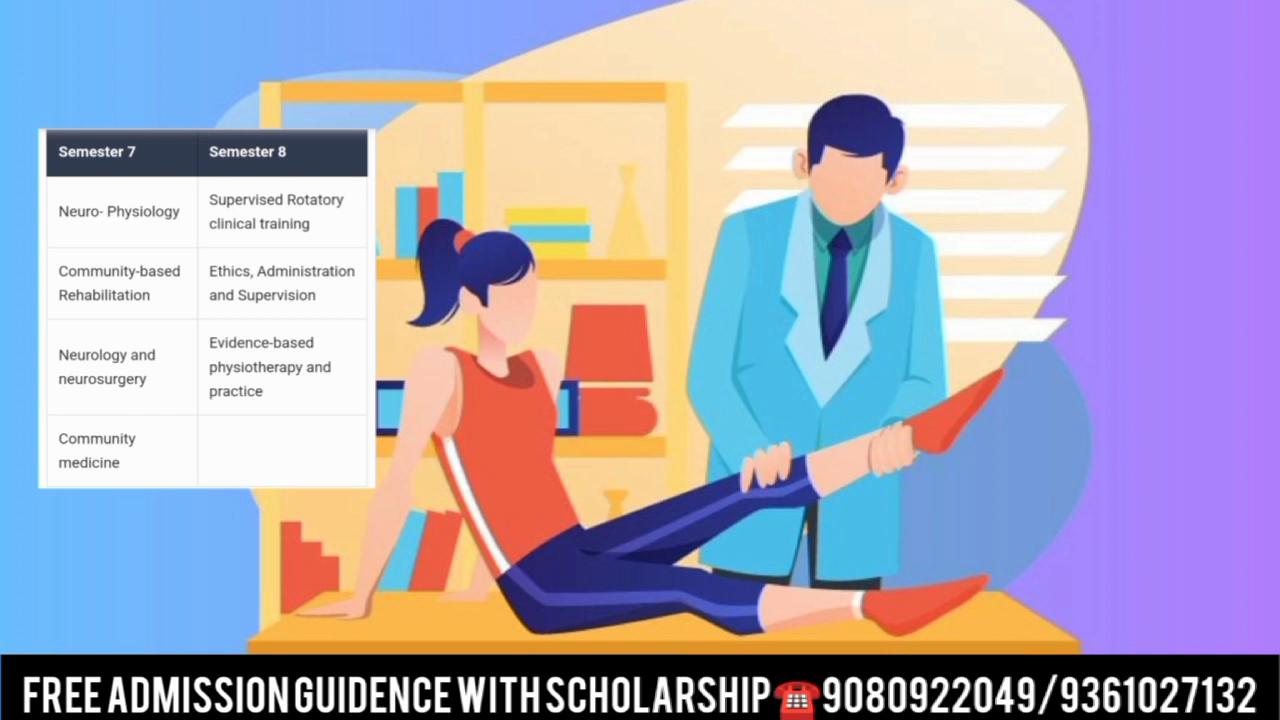 Semester 7
Semester 8
Neuro- Physiology
Supervised Rotatory
clinical training
Community-based
Rehabilitation
Ethics, Administration
and Supervision
Neurology and
neurosurgery
Evidence-based
physiotherapy and
practice
Community
medicine
FREE ADMISSION GUIDENCE WITH SCHOLARSHIP☎️9080922049/9361027132